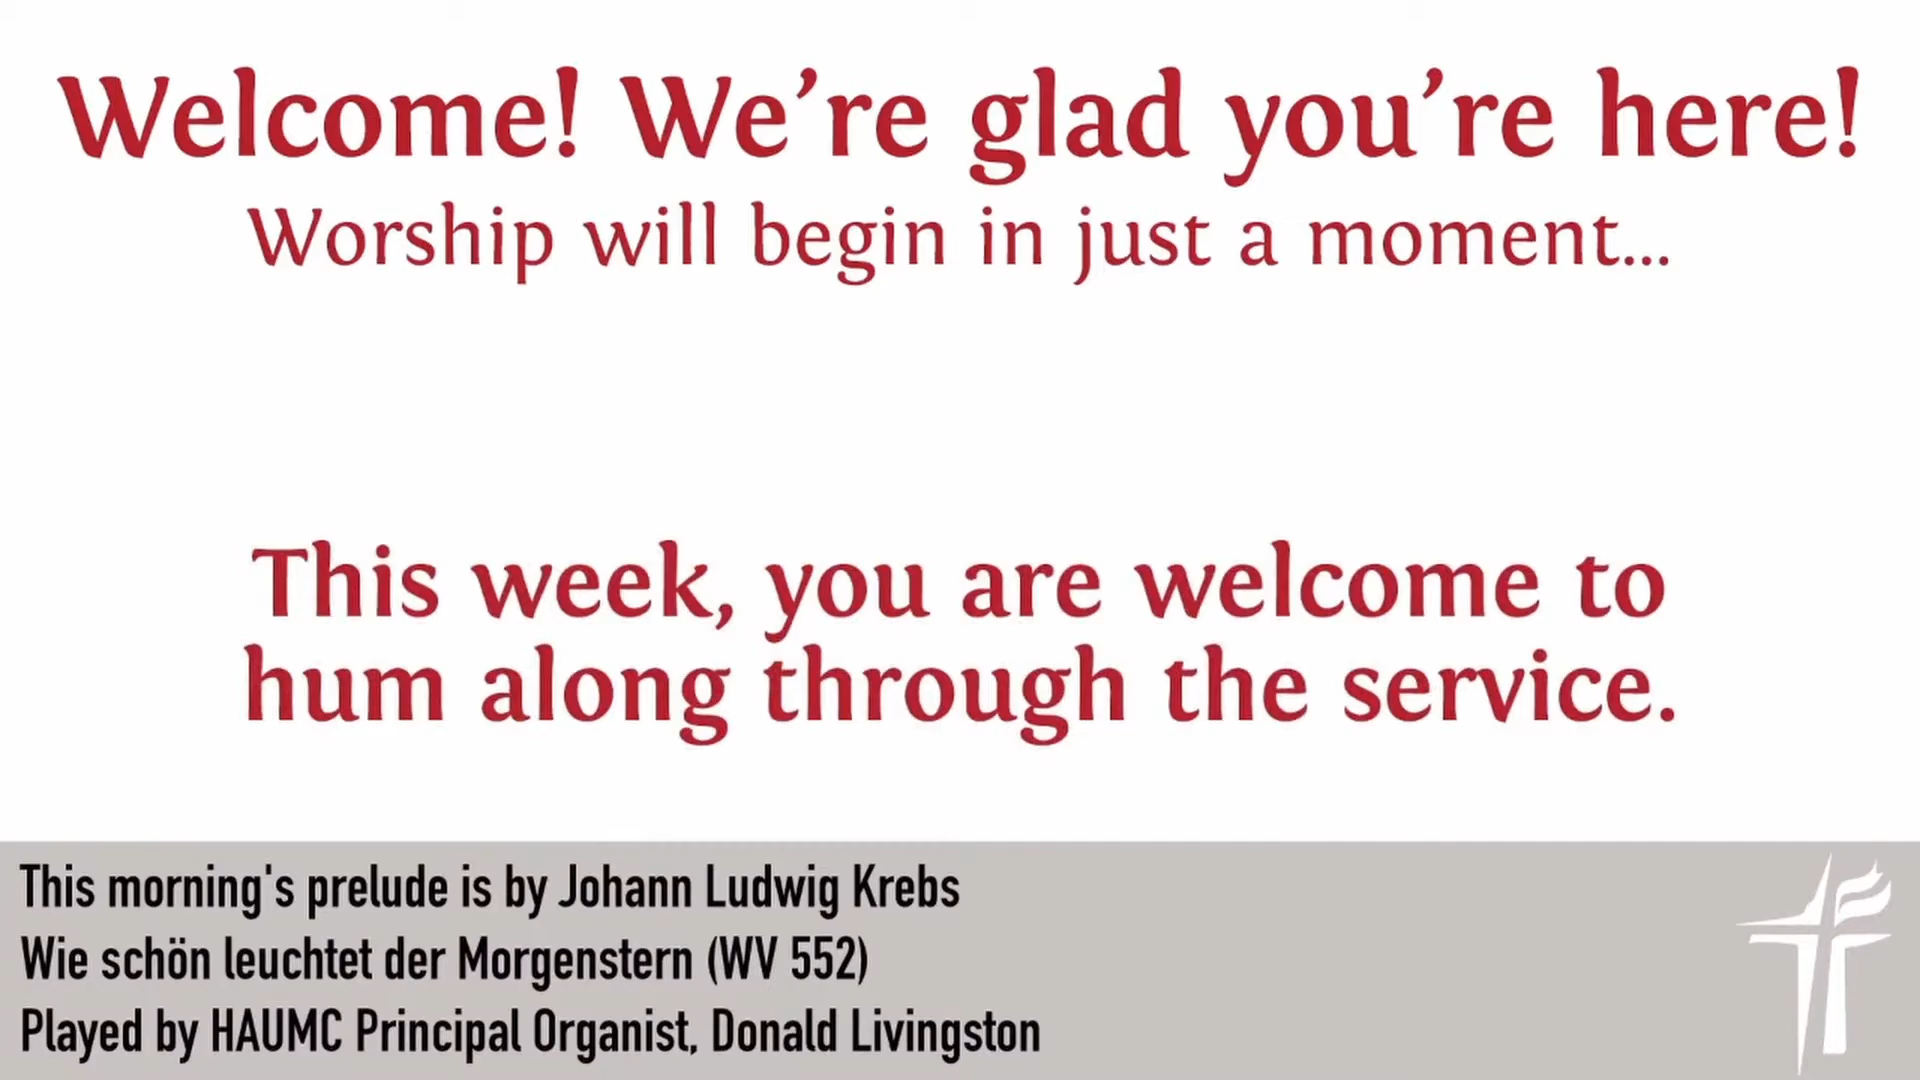 Welcome! We’re glad you’re here!
Worship will begin in just a moment...
This week, you are welcome to
hum along through the service.
This morning's prelude is by Johann Ludwig Krebs
Wie schön leuchtet der Morgenstern (WV 552)
Played by HAUMC Principal Organist, Donald Livingston